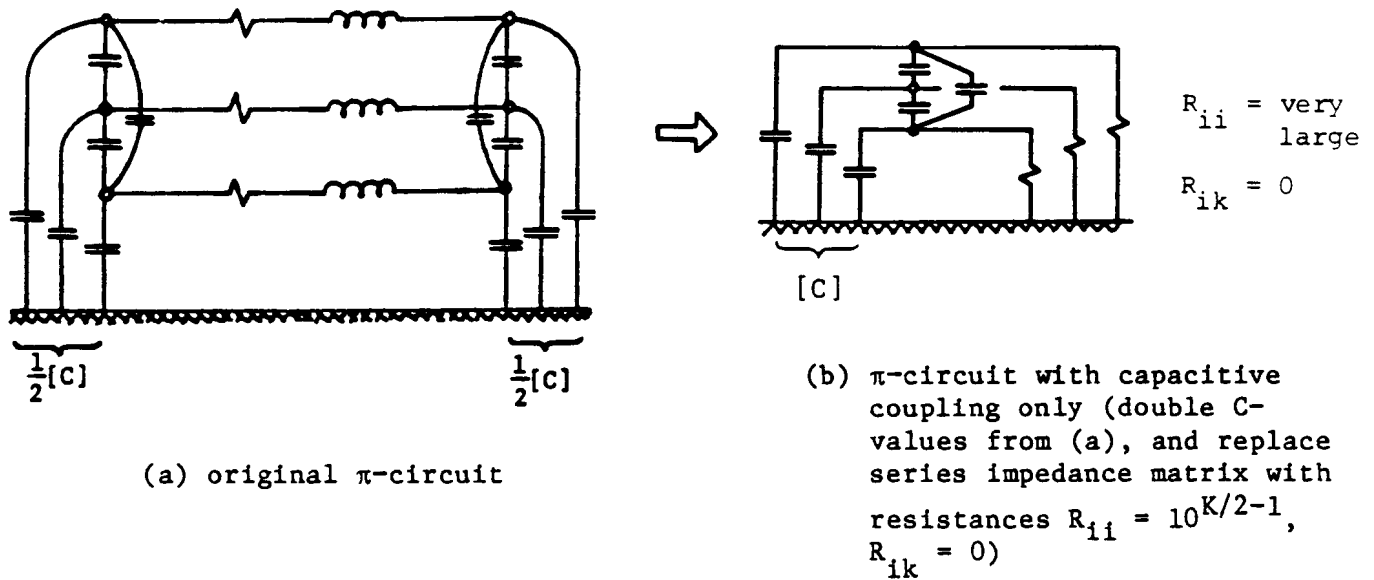 R_ii = very
large
R_ik = 0
[C]
½[C]
½[C]
(a) original π-circuit
(b) π-circuit with capacitive
coupling only (double C-
values from (a), and replace
series impedance matrix with
resistances R_ii = 10^K/2-1,
R_ik = 0)